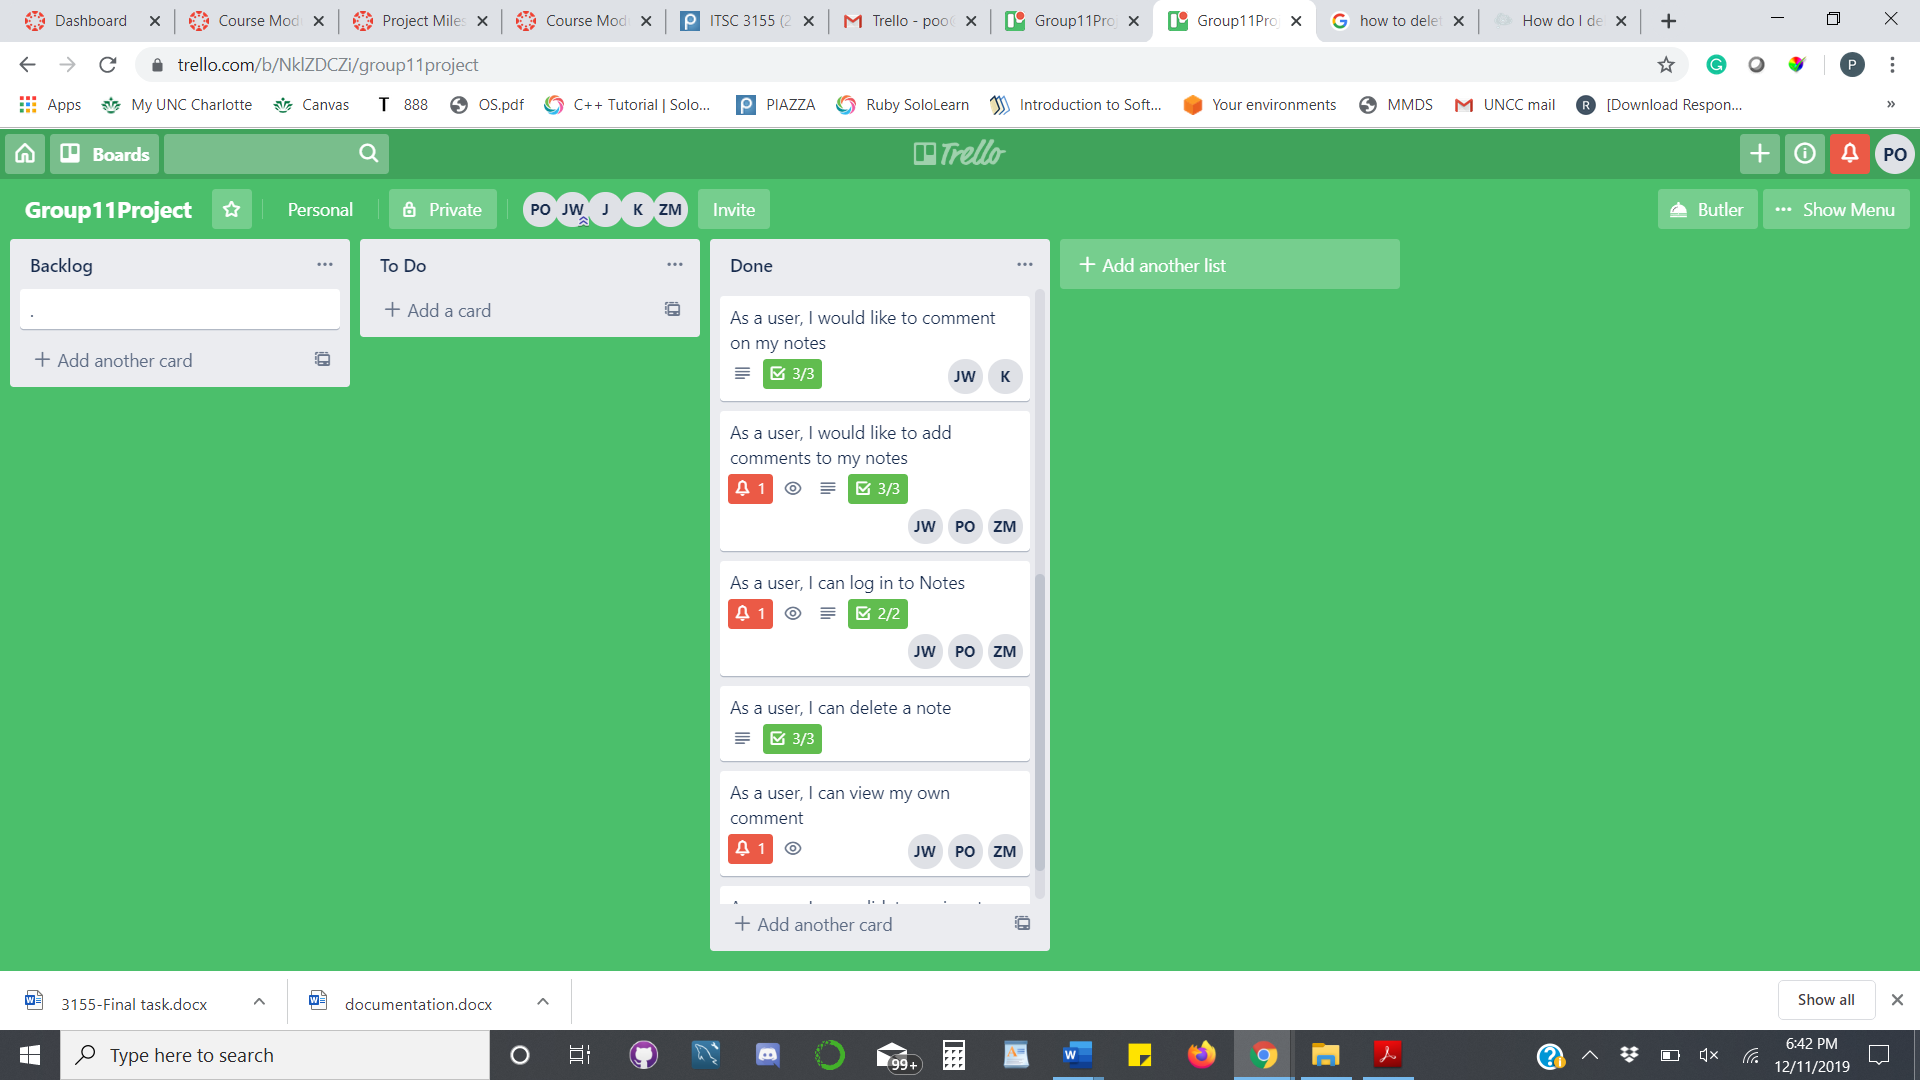 Dashboard
Course Mod
Project Miles
Course Mod
ITSC 3155 (2
Trello - poo
Group11Pro
Group11Pro
how to delet
How do I de
trello.com/b/NklZDCZi/group11project
P
Apps
My UNC Charlotte
Canvas
T 888
OS.pdf
C++ Tutorial | Solo...
PIAZZA
Ruby SoloLearn
Introduction to Soft...
Your environments
MMDS
UNCC mail
R [Download Respon...
»
Boards
Trello
PO
Group11Project
Personal
Private
PO JW J K ZM
Invite
Butler
Show Menu
Backlog
.
+ Add another card
To Do
+ Add a card
Done
As a user, I would like to comment
on my notes
3/3
JW K
As a user, I would like to add
comments to my notes
1 3/3
JW PO ZM
As a user, I can log in to Notes
1 2/2
JW PO ZM
As a user, I can delete a note
3/3
As a user, I can view my own
comment
1
JW PO ZM
+ Add another card
+ Add another list
3155-Final task.docx
documentation.docx
Show all
Type here to search
99+
6:42 PM
12/11/2019